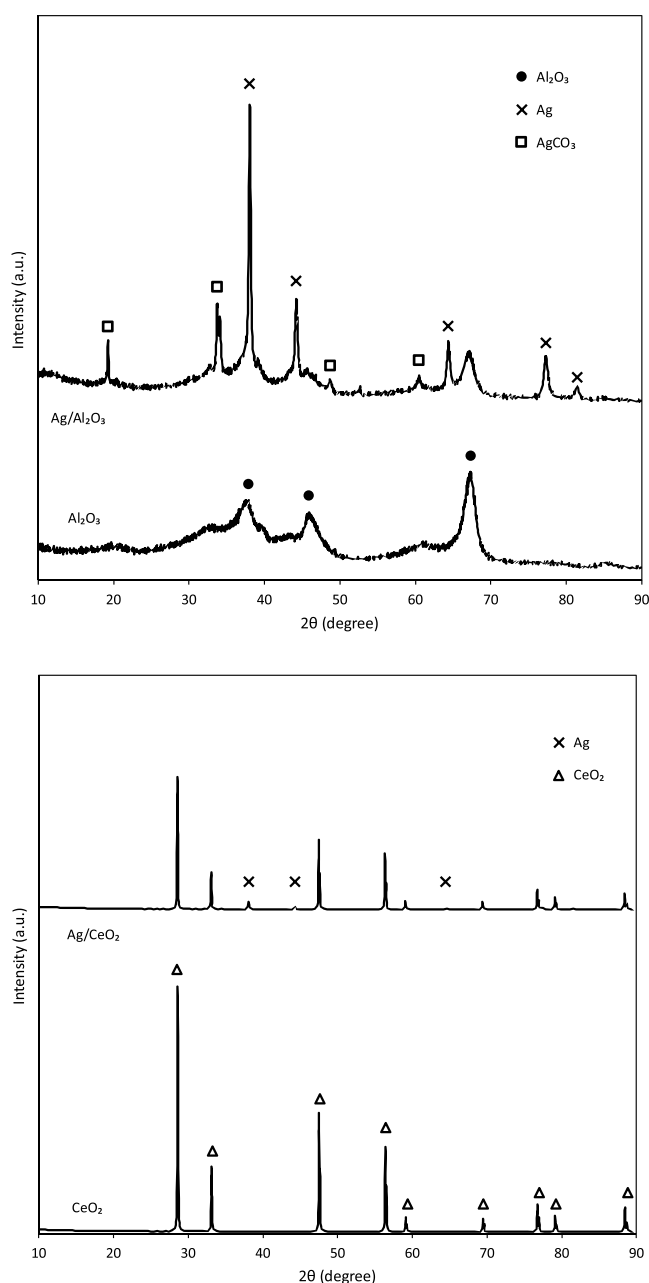 Al₂O₃
Ag
AgCO₃
Intensity (a.u.)
Ag/Al₂O₃
Al₂O₃
10 20 30 40 50 60 70 80 90
2θ (degree)
Ag
CeO₂
Intensity (a.u.)
Ag/CeO₂
CeO₂
10 20 30 40 50 60 70 80 90
2θ (degree)